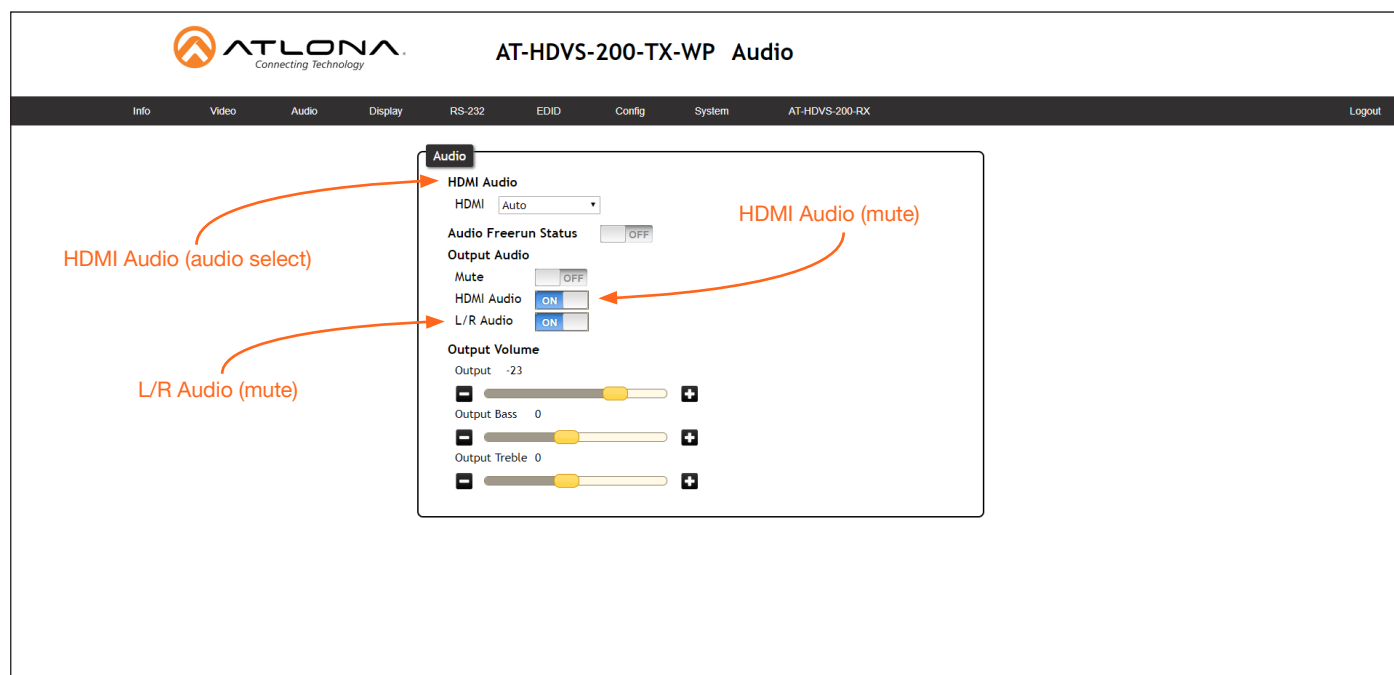 ATLONA.
Connecting Technology
AT-HDVS-200-TX-WP Audio
Info Video Audio Display RS-232 EDID Config System AT-HDVS-200-RX Logout
Audio
HDMI Audio
HDMI Auto
HDMI Audio (mute)
Audio Freerun Status OFF
HDMI Audio (audio select)
Output Audio
Mute OFF
HDMI Audio ON
L/R Audio ON
Output Volume
Output -23
L/R Audio (mute)
Output Bass 0
Output Treble 0